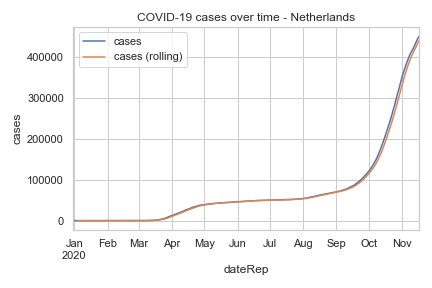 COVID-19 cases over time - Netherlands
cases
cases (rolling)
400000
300000
200000
100000
0
cases
Jan Feb Mar Apr May Jun Jul Aug Sep Oct Nov
2020
dateRep